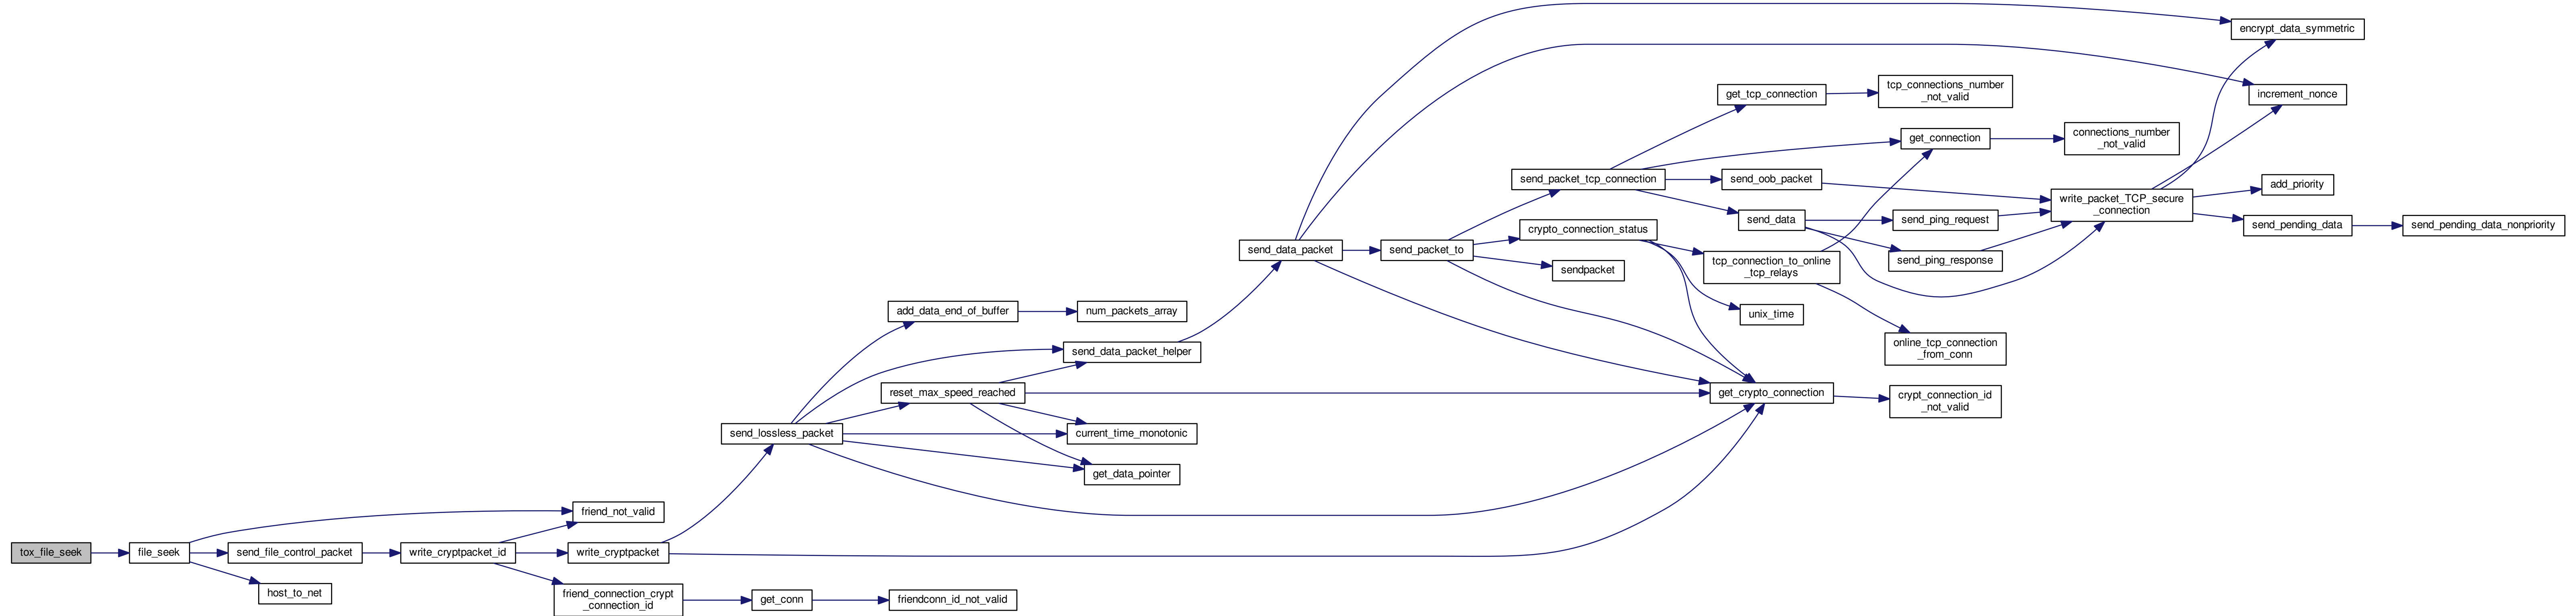 encrypt_data_symmetric
increment_nonce
tcp_connections_number
_not_valid
get_tcp_connection
get_connection
connections_number
_not_valid
send_packet_tcp_connection
send_oob_packet
add_priority
write_packet_TCP_secure
_connection
send_data
send_ping_request
send_pending_data
send_pending_data_nonpriority
crypto_connection_status
send_data_packet
send_packet_to
sendpacket
tcp_connection_to_online
_tcp_relays
send_ping_response
unix_time
online_tcp_connection
_from_conn
add_data_end_of_buffer
num_packets_array
send_data_packet_helper
reset_max_speed_reached
get_crypto_connection
crypt_connection_id
_not_valid
send_lossless_packet
current_time_monotonic
get_data_pointer
friend_not_valid
tox_file_seek
file_seek
send_file_control_packet
write_cryptpacket_id
write_cryptpacket
host_to_net
friend_connection_crypt
_connection_id
get_conn
friendconn_id_not_valid